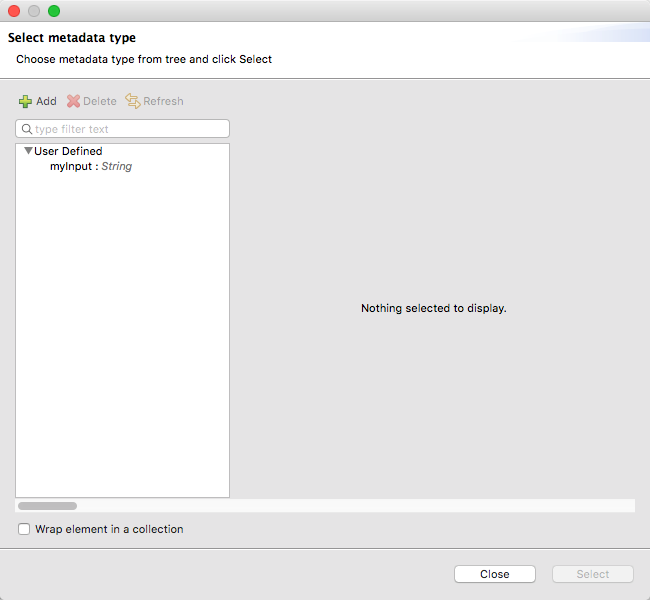 Select metadata type
Choose metadata type from tree and click Select
Add Delete Refresh
type filter text
User Defined
myInput : String
Nothing selected to display.
Wrap element in a collection
Close Select